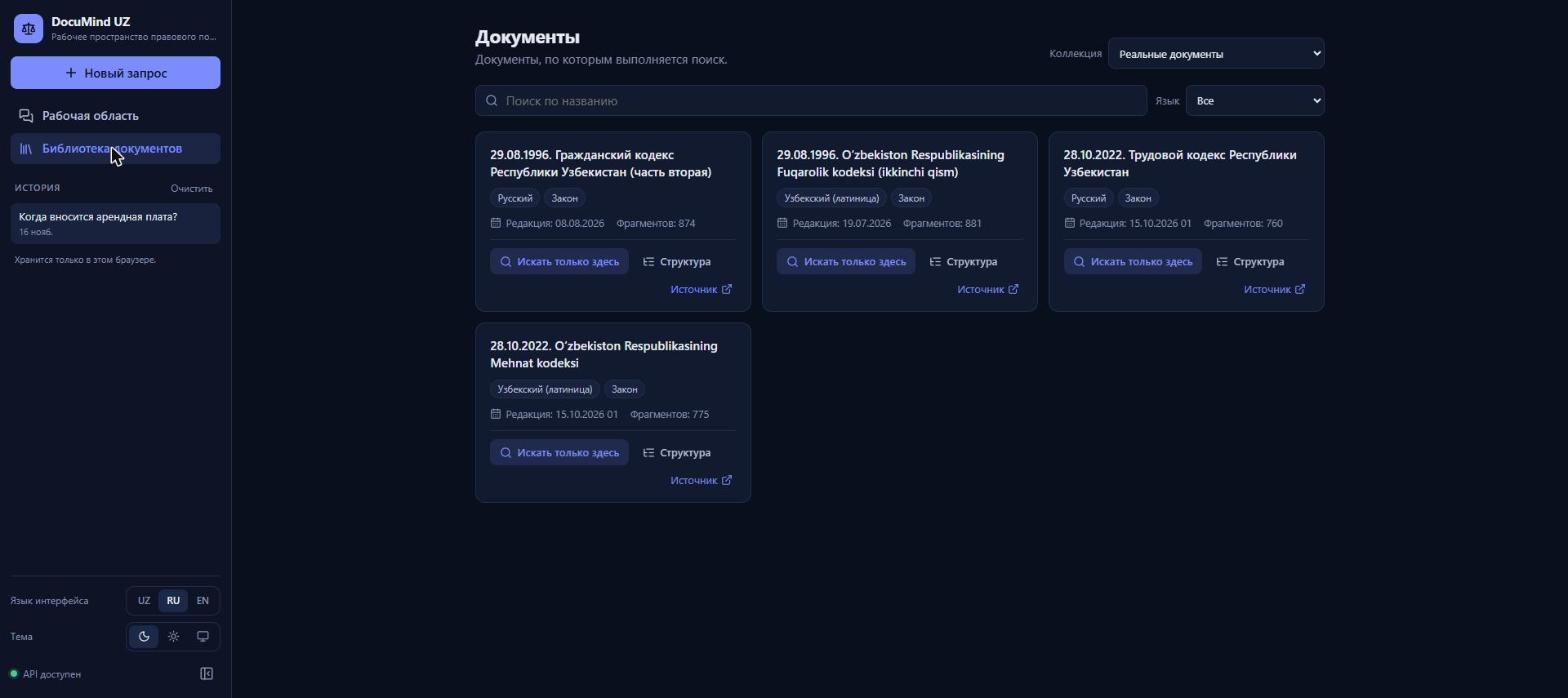 DocuMind UZ
Рабочее пространство правового по...
Новый запрос
Рабочая область
Библиотека документов
ИСТОРИЯ
Очистить
Когда вносится арендная плата?
16 нояб.
Хранится только в этом браузере.
Язык интерфейса
UZ RU EN
Тема
API доступен
Документы
Документы, по которым выполняется поиск.
Коллекция
Реальные документы
Поиск по названию
Язык
Все
29.08.1996. Гражданский кодекс
Республики Узбекистан (часть вторая)
Русский Закон
Редакция: 08.08.2026 Фрагментов: 874
Искать только здесь Структура
Источник
29.08.1996. O‘zbekiston Respublikasining
Fuqarolik kodeksi (ikkinchi qism)
Узбекский (латиница) Закон
Редакция: 19.07.2026 Фрагментов: 881
Искать только здесь Структура
Источник
28.10.2022. Трудовой кодекс Республики
Узбекистан
Русский Закон
Редакция: 15.10.2026 01 Фрагментов: 760
Искать только здесь Структура
Источник
28.10.2022. O‘zbekiston Respublikasining
Mehnat kodeksi
Узбекский (латиница) Закон
Редакция: 15.10.2026 01 Фрагментов: 775
Искать только здесь Структура
Источник